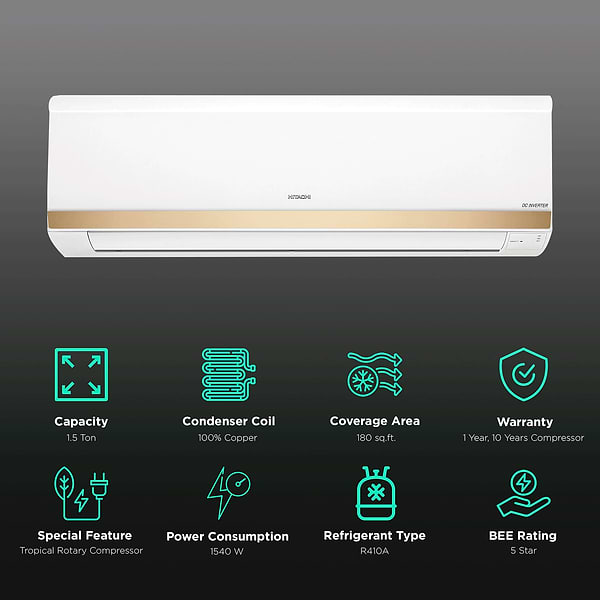 HITACHI
DC INVERTER
Capacity
1.5 Ton
Condenser Coil
100% Copper
Coverage Area
180 sq.ft.
Warranty
1 Year, 10 Years Compressor
Special Feature
Tropical Rotary Compressor
Power Consumption
1540 W
Refrigerant Type
R410A
BEE Rating
5 Star